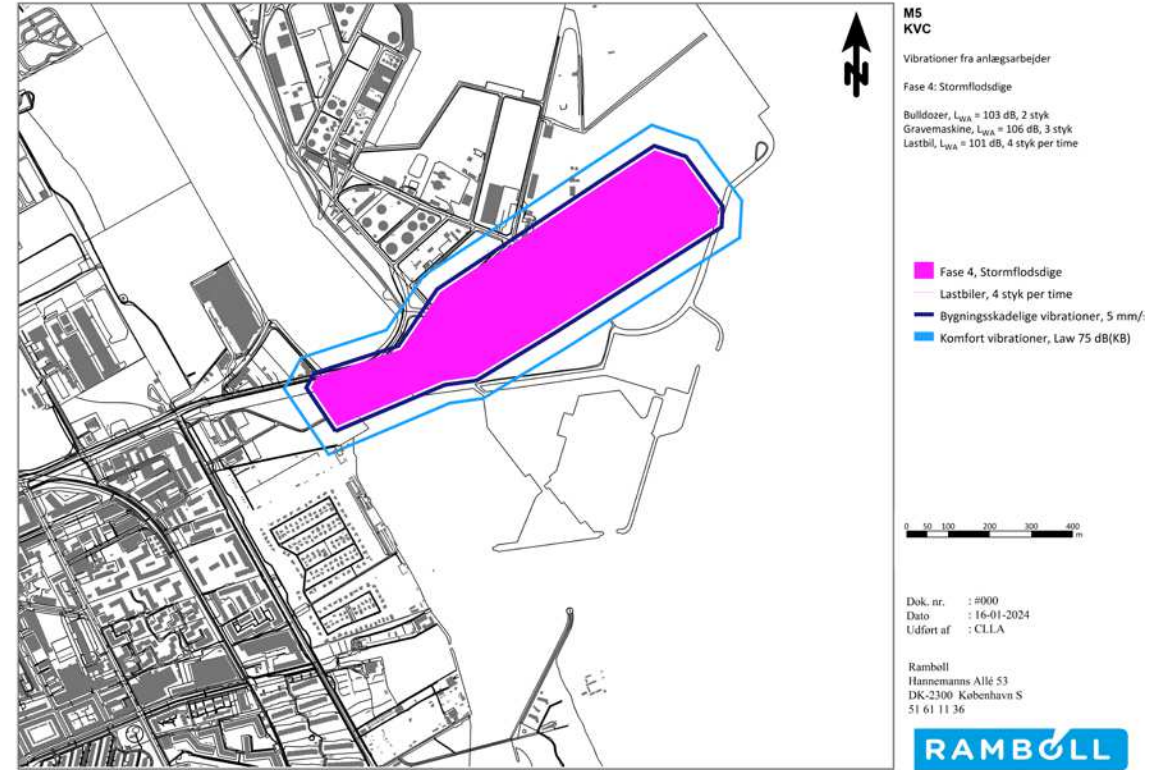 M5
KVC
Vibrationer fra anlægsarbejder
Fase 4: Stormflodsdige
Bulldozer, LWA = 103 dB, 2 styk
Gravemaskine, LWA = 106 dB, 3 styk
Lastbil, LWA = 101 dB, 4 styk per time
N
Fase 4, Stormflodsdige
Lastbiler, 4 styk per time
Bygningsskadelige vibrationer, 5 mm/s
Komfort vibrationer, Law 75 dB(KB)
0 50 100 200 300 400
m
Dok. nr. : #000
Dato : 16-01-2024
Udført af : CLLA
Rambøll
Hannemanns Allé 53
DK-2300 København S
51 61 11 36
RAMBOLL